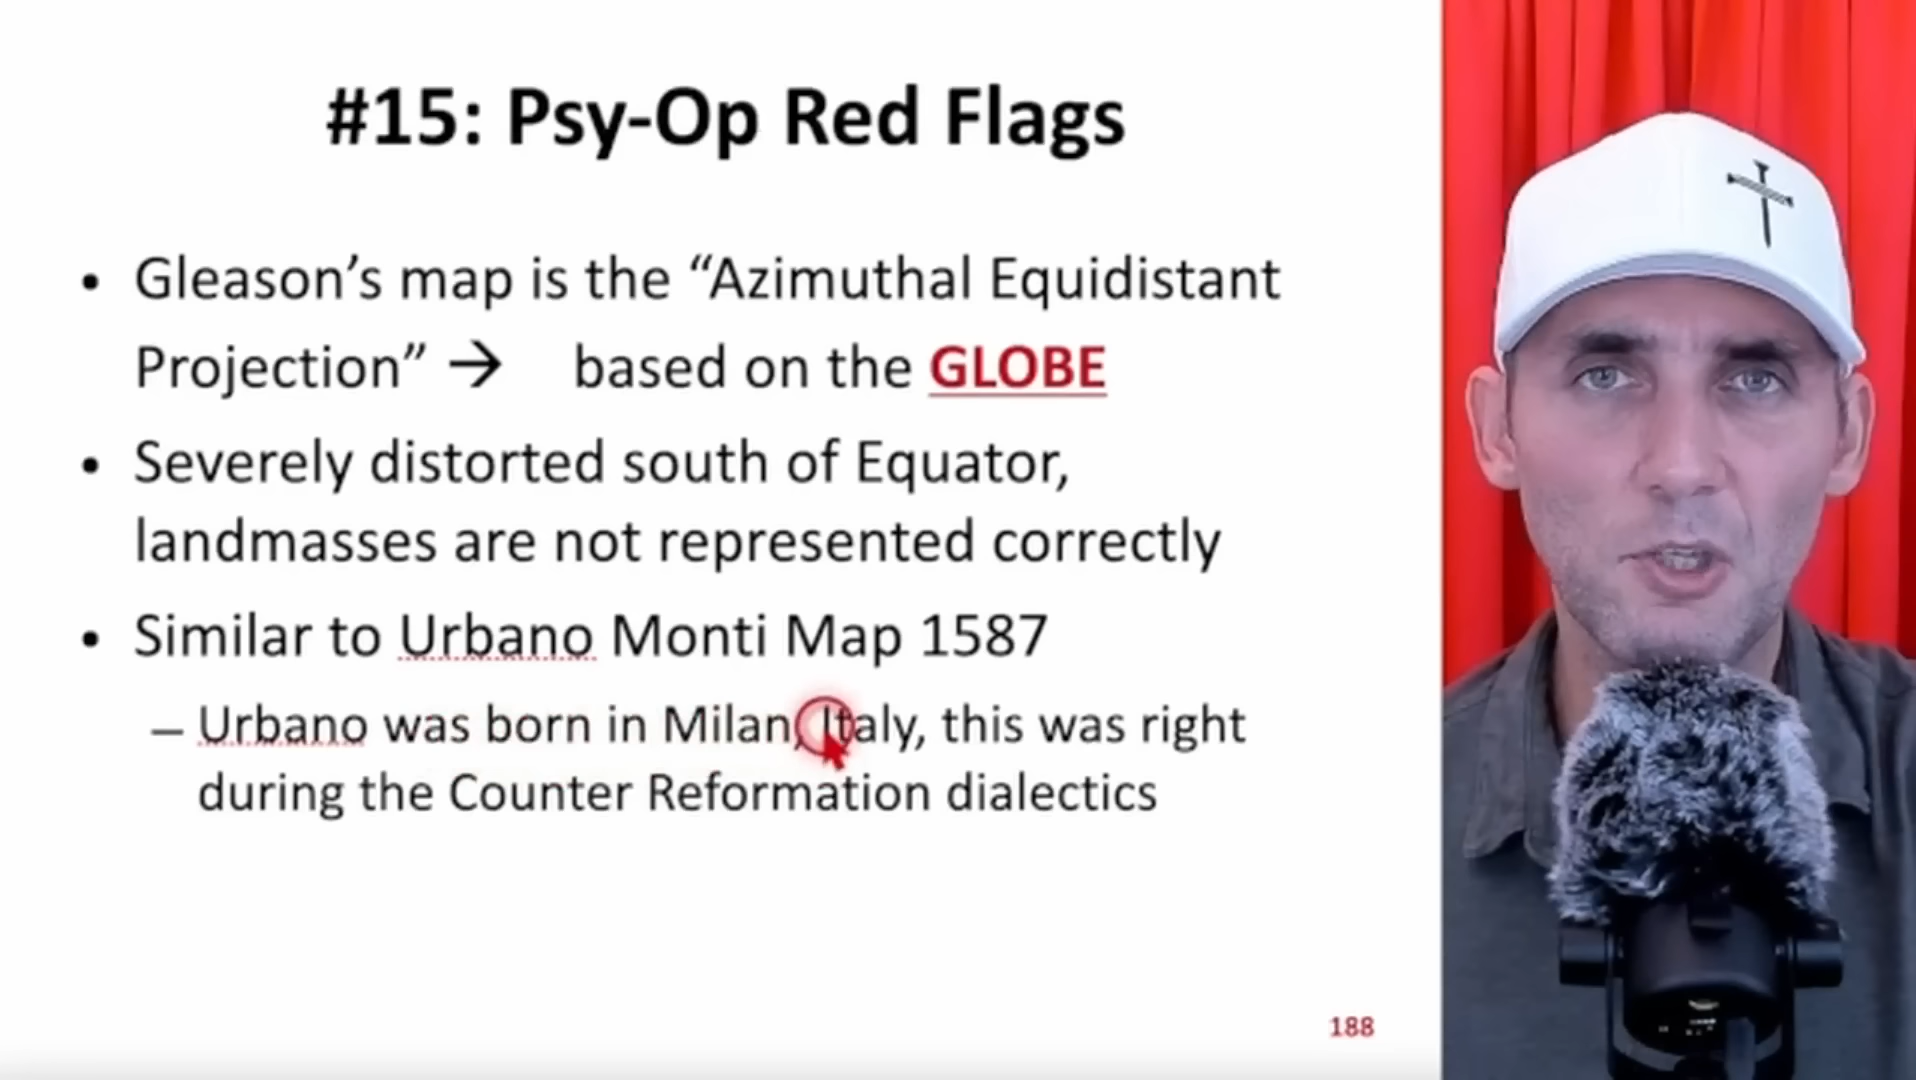 #15: Psy-Op Red Flags
• Gleason’s map is the “Azimuthal Equidistant
Projection” → based on the GLOBE
• Severely distorted south of Equator,
landmasses are not represented correctly
• Similar to Urbano Monti Map 1587
– Urbano was born in Milan, Italy, this was right
during the Counter Reformation dialectics
188